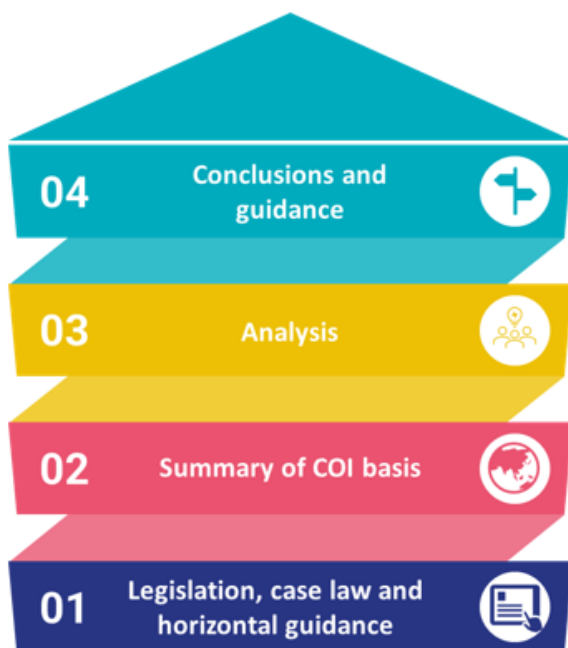 04
Conclusions and
guidance
03
Analysis
02
Summary of COI basis
01
Legislation, case law and
horizontal guidance